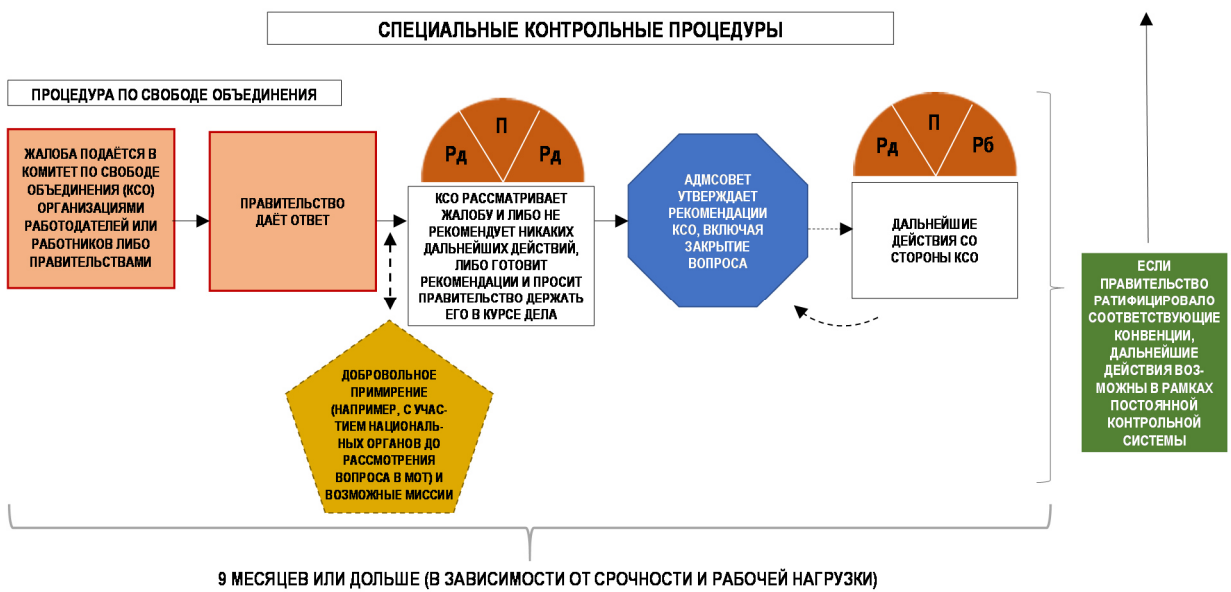 СПЕЦИАЛЬНЫЕ КОНТРОЛЬНЫЕ ПРОЦЕДУРЫ
ПРОЦЕДУРА ПО СВОБОДЕ ОБЪЕДИНЕНИЯ
ЖАЛОБА ПОДАЁТСЯ В
КОМИТЕТ ПО СВОБОДЕ
ОБЪЕДИНЕНИЯ (КСО)
ОРГАНИЗАЦИЯМИ
РАБОТОДАТЕЛЕЙ ИЛИ
РАБОТНИКОВ ЛИБО
ПРАВИТЕЛЬСТВАМИ
ПРАВИТЕЛЬСТВО
ДАЁТ ОТВЕТ
Рд П Рд
КСО РАССМАТРИВАЕТ
ЖАЛОБУ И ЛИБО НЕ
РЕКОМЕНДУЕТ НИКАКИХ
ДАЛЬНЕЙШИХ ДЕЙСТВИЙ,
ЛИБО ГОТОВИТ
РЕКОМЕНДАЦИИ И ПРОСИТ
ПРАВИТЕЛЬСТВО ДЕРЖАТЬ
ЕГО В КУРСЕ ДЕЛА
ДОБРОВОЛЬНОЕ
ПРИМИРЕНИЕ
(НАПРИМЕР, С УЧАС-
ТИЕМ НАЦИОНАЛЬ-
НЫХ ОРГАНОВ ДО
РАССМОТРЕНИЯ
ВОПРОСА В МОТ) И
ВОЗМОЖНЫЕ МИССИИ
АДМСОВЕТ
УТВЕРЖДАЕТ
РЕКОМЕНДАЦИИ
КСО, ВКЛЮЧАЯ
ЗАКРЫТИЕ
ВОПРОСА
Рд П Рб
ДАЛЬНЕЙШИЕ
ДЕЙСТВИЯ СО
СТОРОНЫ КСО
ЕСЛИ
ПРАВИТЕЛЬСТВО
РАТИФИЦИРОВАЛО
СООТВЕТСТВУЮЩИЕ
КОНВЕНЦИИ,
ДАЛЬНЕЙШИЕ
ДЕЙСТВИЯ ВОЗ-
МОЖНЫ В РАМКАХ
ПОСТОЯННОЙ
КОНТРОЛЬНОЙ
СИСТЕМЫ
9 МЕСЯЦЕВ ИЛИ ДОЛЬШЕ (В ЗАВИСИМОСТИ ОТ СРОЧНОСТИ И РАБОЧЕЙ НАГРУЗКИ)